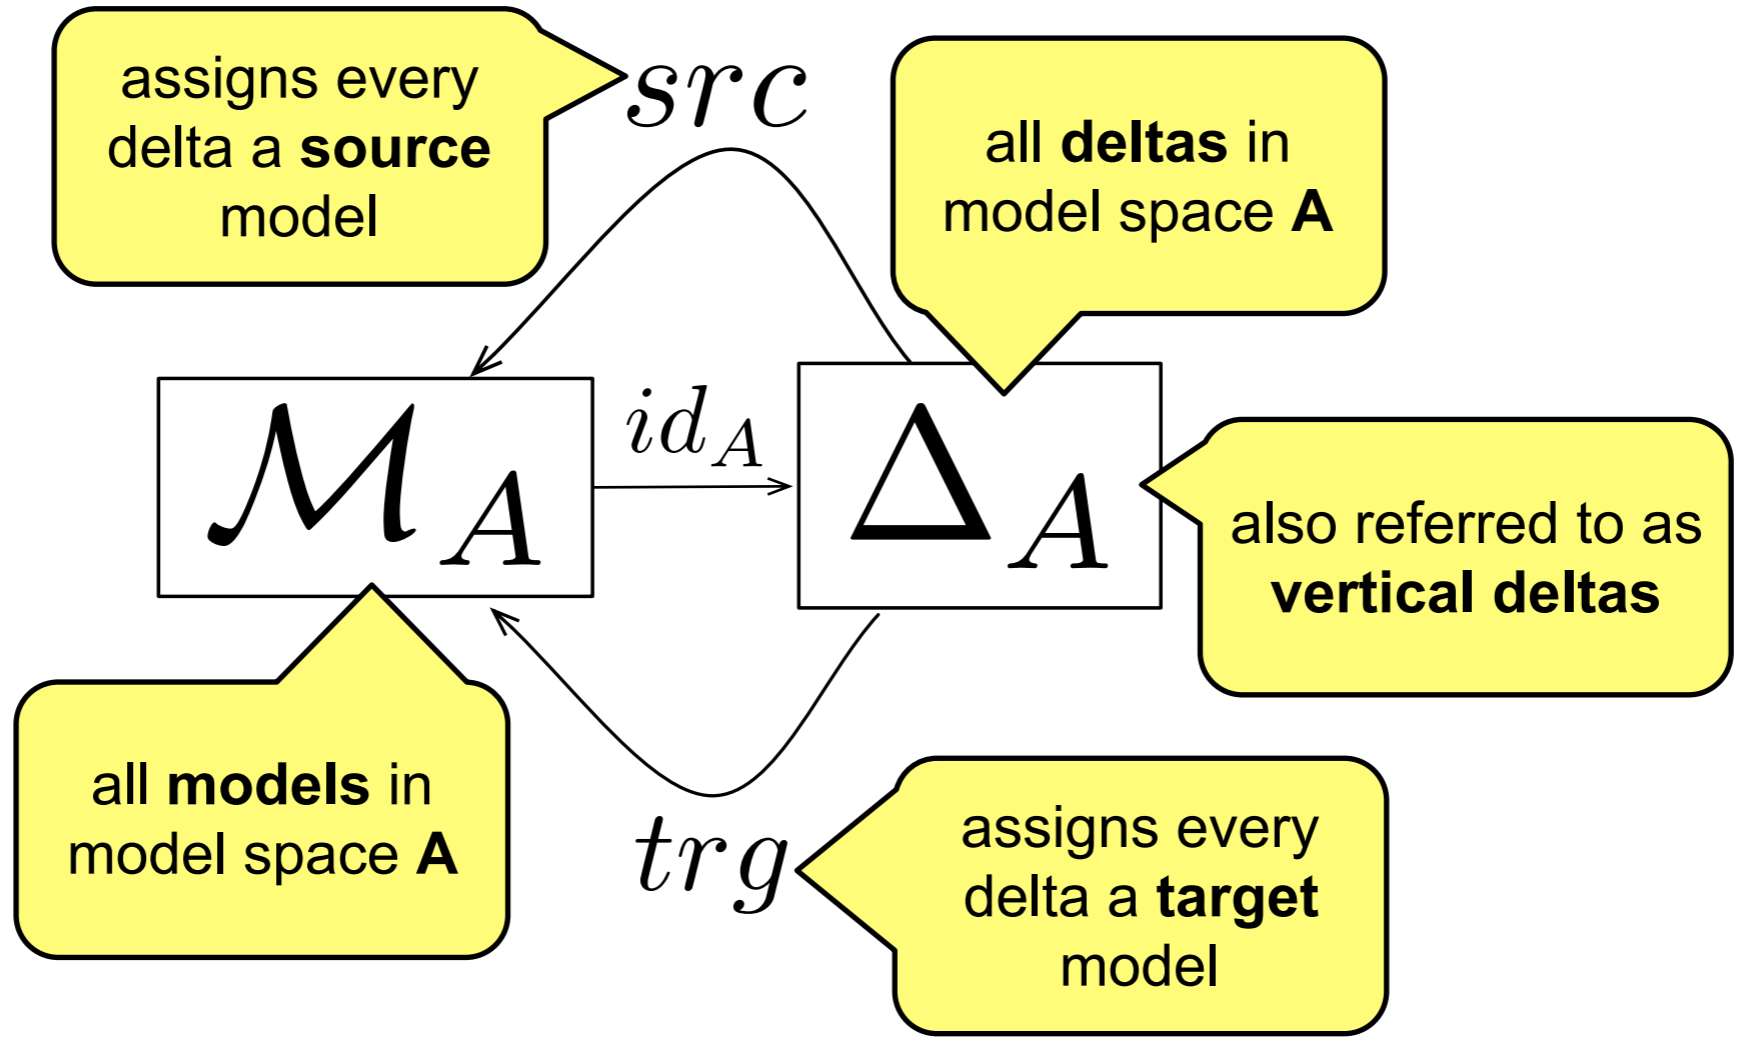 assigns every
delta a source
model
src
all deltas in
model space A
id_A
ℳ_A
Δ_A
also referred to as
vertical deltas
all models in
model space A
trg
assigns every
delta a target
model